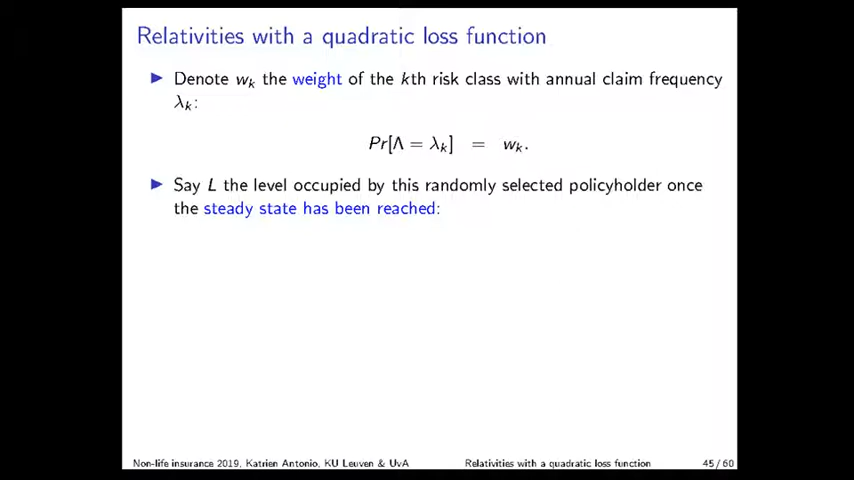 Relativities with a quadratic loss function
▶ Denote wₖ the weight of the kth risk class with annual claim frequency
λₖ:
Pr[Λ = λₖ] = wₖ.
▶ Say L the level occupied by this randomly selected policyholder once
the steady state has been reached:
Non-life insurance 2019, Katrien Antonio, KU Leuven & UvA Relativities with a quadratic loss function 45 / 60